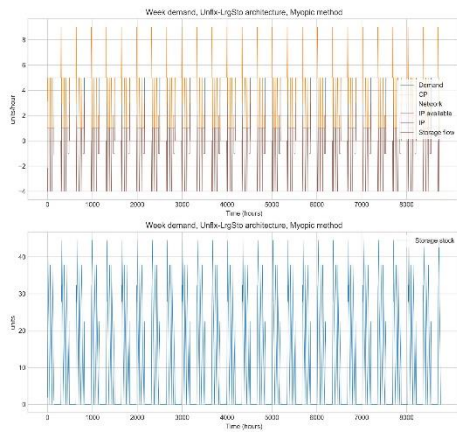 Week demand, Unflx-LrgSto architecture, Myopic method
8
6
4
2
0
−2
−4
units/hour
Demand
CP
Network
IP available
IP
Storage flow
0 1000 2000 3000 4000 5000 6000 7000 8000
Time (hours)
Week demand, Unflx-LrgSto architecture, Myopic method
Storage stock
40
30
20
10
0
units
0 1000 2000 3000 4000 5000 6000 7000 8000
Time (hours)